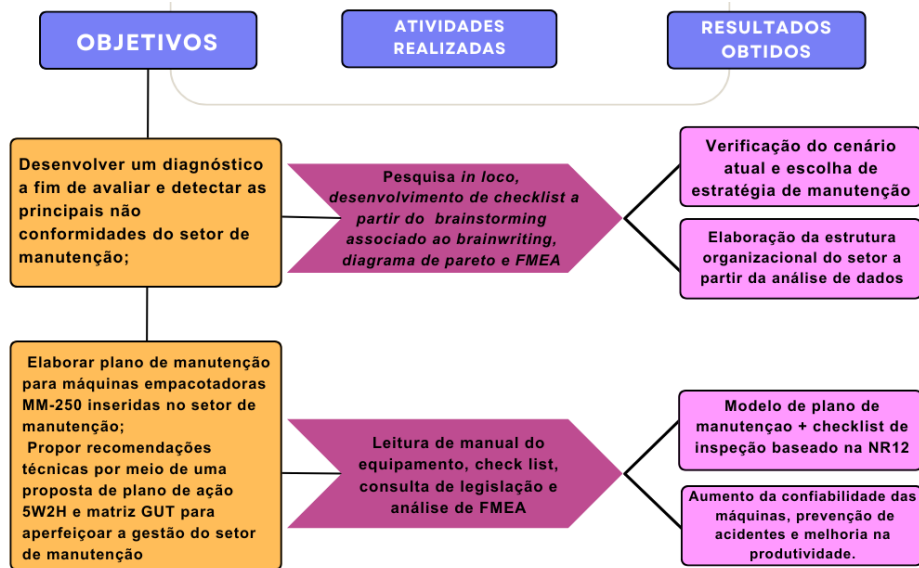 OBJETIVOS
ATIVIDADES
REALIZADAS
RESULTADOS
OBTIDOS
Desenvolver um diagnóstico
a fim de avaliar e detectar as
principais não
conformidades do setor de
manutenção;
Pesquisa in loco,
desenvolvimento de checklist a
partir do brainstorming
associado ao brainwriting,
diagrama de pareto e FMEA
Verificação do cenário
atual e escolha de
estratégia de manutenção
Elaboração da estrutura
organizacional do setor a
partir da análise de dados
Elaborar plano de manutenção
para máquinas empacotadoras
MM-250 inseridas no setor de
manutenção;
Propor recomendações
técnicas por meio de uma
proposta de plano de ação
5W2H e matriz GUT para
aperfeiçoar a gestão do setor
de manutenção
Leitura de manual do
equipamento, check list,
consulta de legislação e
análise de FMEA
Modelo de plano de
manutençao + checklist de
inspeção baseado na NR12
Aumento da confiabilidade das
máquinas, prevenção de
acidentes e melhoria na
produtividade.